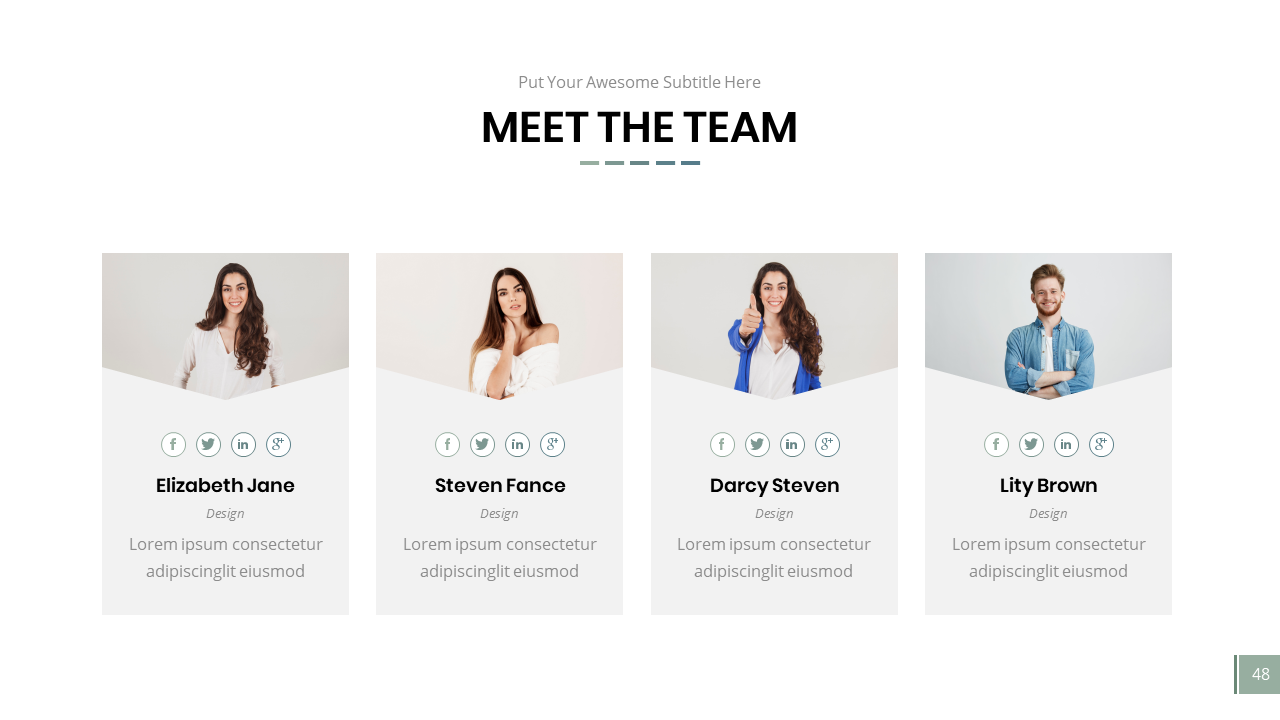 Put Your Awesome Subtitle Here
MEET THE TEAM
Elizabeth Jane
Design
Lorem ipsum consectetur
adipiscinglit eiusmod
Steven Fance
Design
Lorem ipsum consectetur
adipiscinglit eiusmod
Darcy Steven
Design
Lorem ipsum consectetur
adipiscinglit eiusmod
Lity Brown
Design
Lorem ipsum consectetur
adipiscinglit eiusmod
48